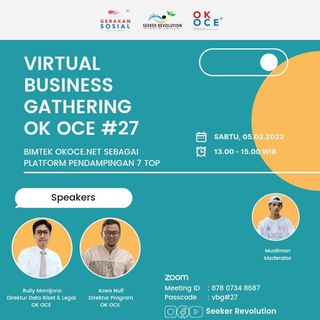 GERAKAN
SOSIAL
SEEKER REVOLUTION
OK
OCE
VIRTUAL
BUSINESS
GATHERING
OK OCE #27
BIMTEK OKOCE.NET SEBAGAI
PLATFORM PENDAMPINGAN 7 TOP
SABTU, 05.02.2022
13.00 - 15.00 WIB
Speakers
Rully Mardjono
Direktur Data Riset & Legal
OK OCE
Azwa Nufi
Direktur Program
OK OCE
Musliman
Moderator
zoom
Meeting ID : 878 0734 8687
Passcode : vbg#27
Seeker Revolution